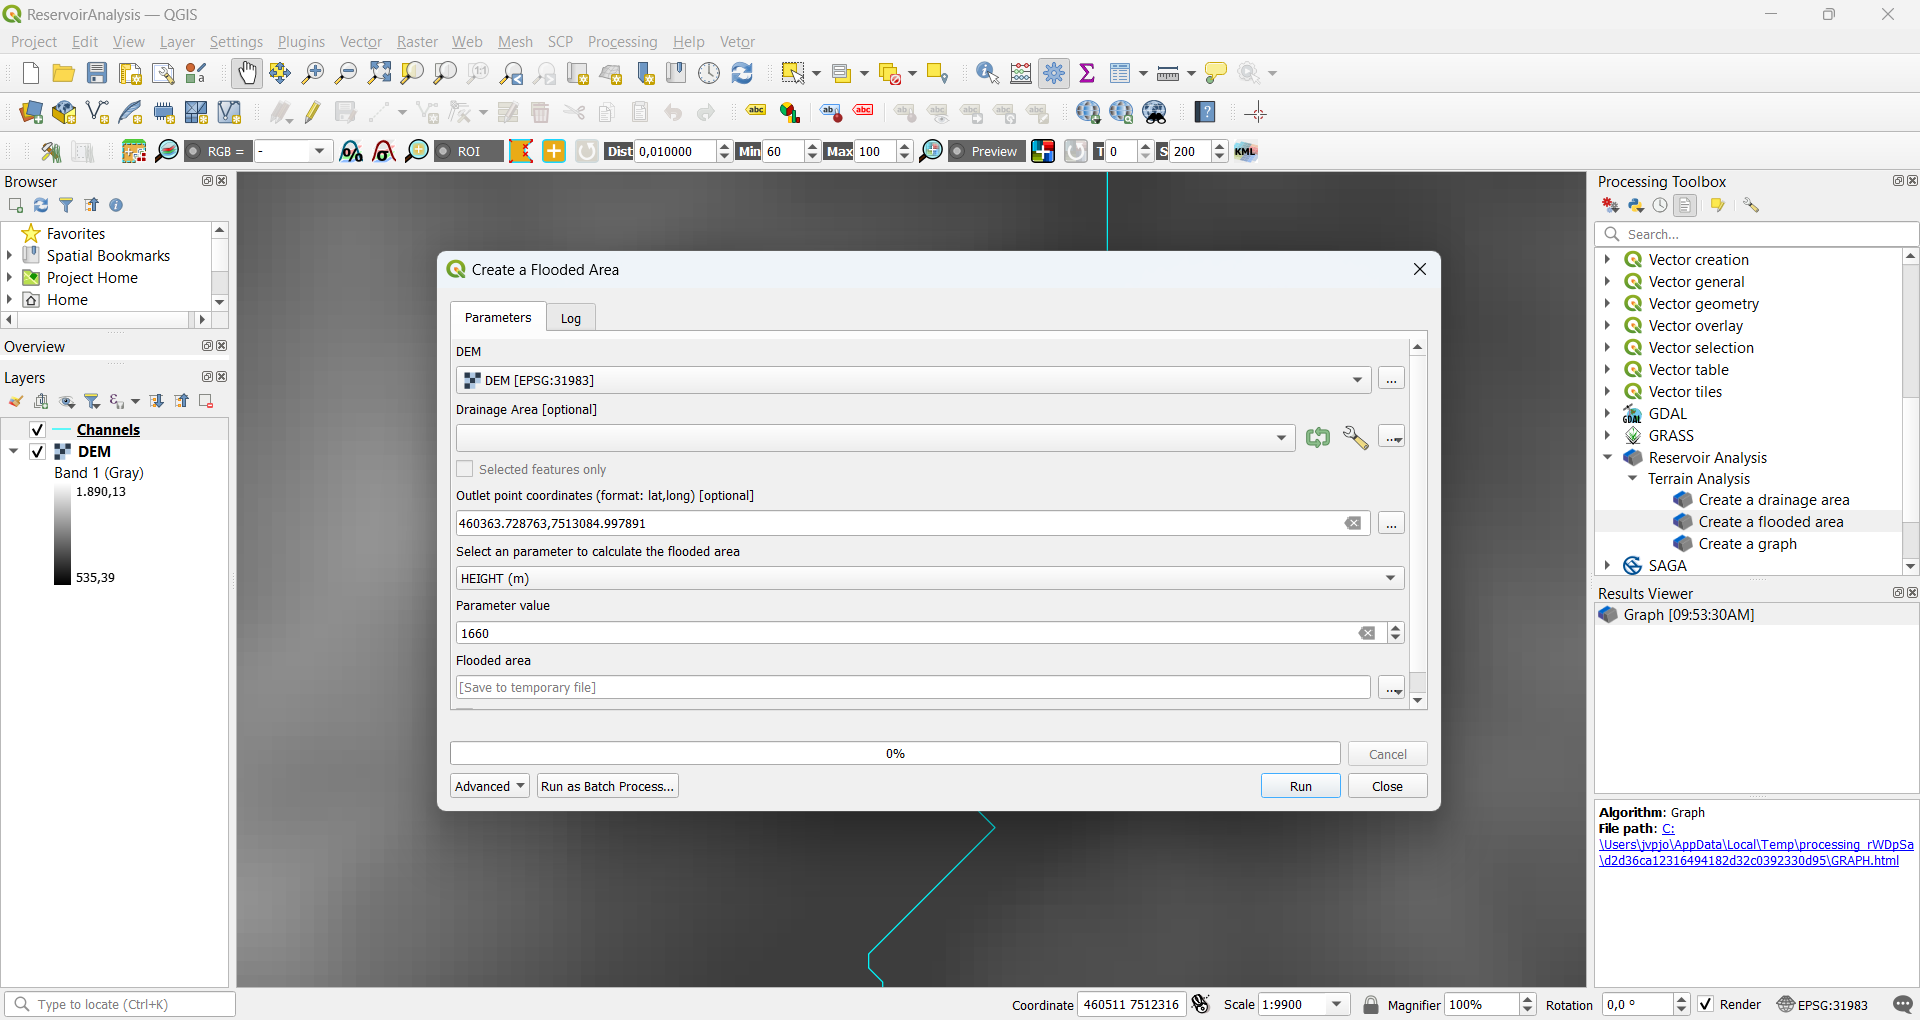 ReservoirAnalysis — QGIS
Project Edit View Layer Settings Plugins Vector Raster Web Mesh SCP Processing Help Vetor
RGB = - ROI Dist 0,010000 Min 60 Max 100 Preview T 0 S 200 KML
Browser
Favorites
Spatial Bookmarks
Project Home
Home
Overview
Layers
Channels
DEM
Band 1 (Gray)
1.890,13
535,39
Create a Flooded Area
Parameters Log
DEM
DEM [EPSG:31983]
...
Drainage Area [optional]
...
Selected features only
Outlet point coordinates (format: lat,long) [optional]
460363.728763,7513084.997891
...
Select an parameter to calculate the flooded area
HEIGHT (m)
Parameter value
1660
Flooded area
[Save to temporary file]
...
0%
Cancel
Advanced Run as Batch Process... Run Close
Processing Toolbox
Search...
Vector creation
Vector general
Vector geometry
Vector overlay
Vector selection
Vector table
Vector tiles
GDAL
GRASS
Reservoir Analysis
Terrain Analysis
Create a drainage area
Create a flooded area
Create a graph
SAGA
Results Viewer
Graph [09:53:30AM]
Algorithm: Graph
File path: C:
\Users\jvpjo\AppData\Local\Temp\processing_rWDpSa
\d2d36ca12316494182d32c0392330d95\GRAPH.html
Type to locate (Ctrl+K)
Coordinate 460511 7512316 Scale 1:9900 Magnifier 100% Rotation 0,0 ° Render EPSG:31983